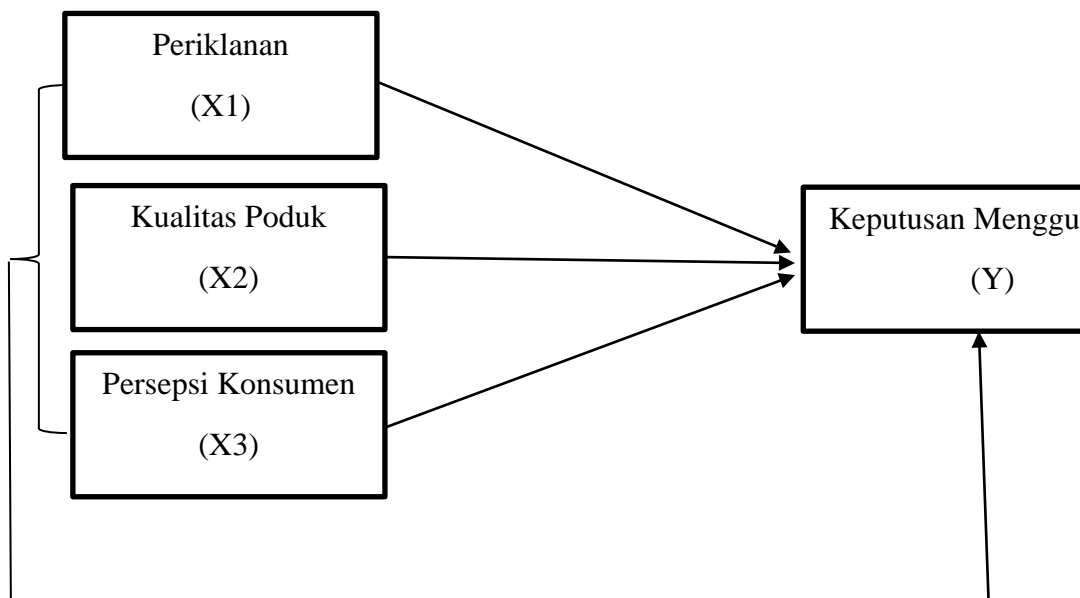 Periklanan
(X1)
Kualitas Poduk
(X2)
Persepsi Konsumen
(X3)
Keputusan Menggu
(Y)